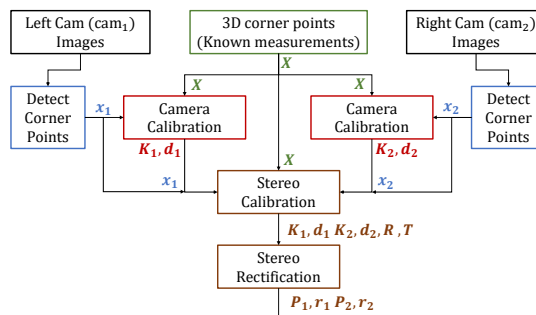 Left Cam (cam₁)
Images
3D corner points
(Known measurements)
Right Cam (cam₂)
Images
X
X
X
Detect
Corner
Points
x₁
Camera
Calibration
Camera
Calibration
x₂
Detect
Corner
Points
K₁, d₁
K₂, d₂
X
x₁
x₂
Stereo
Calibration
K₁, d₁ K₂, d₂, R , T
Stereo
Rectification
P₁, r₁ P₂, r₂